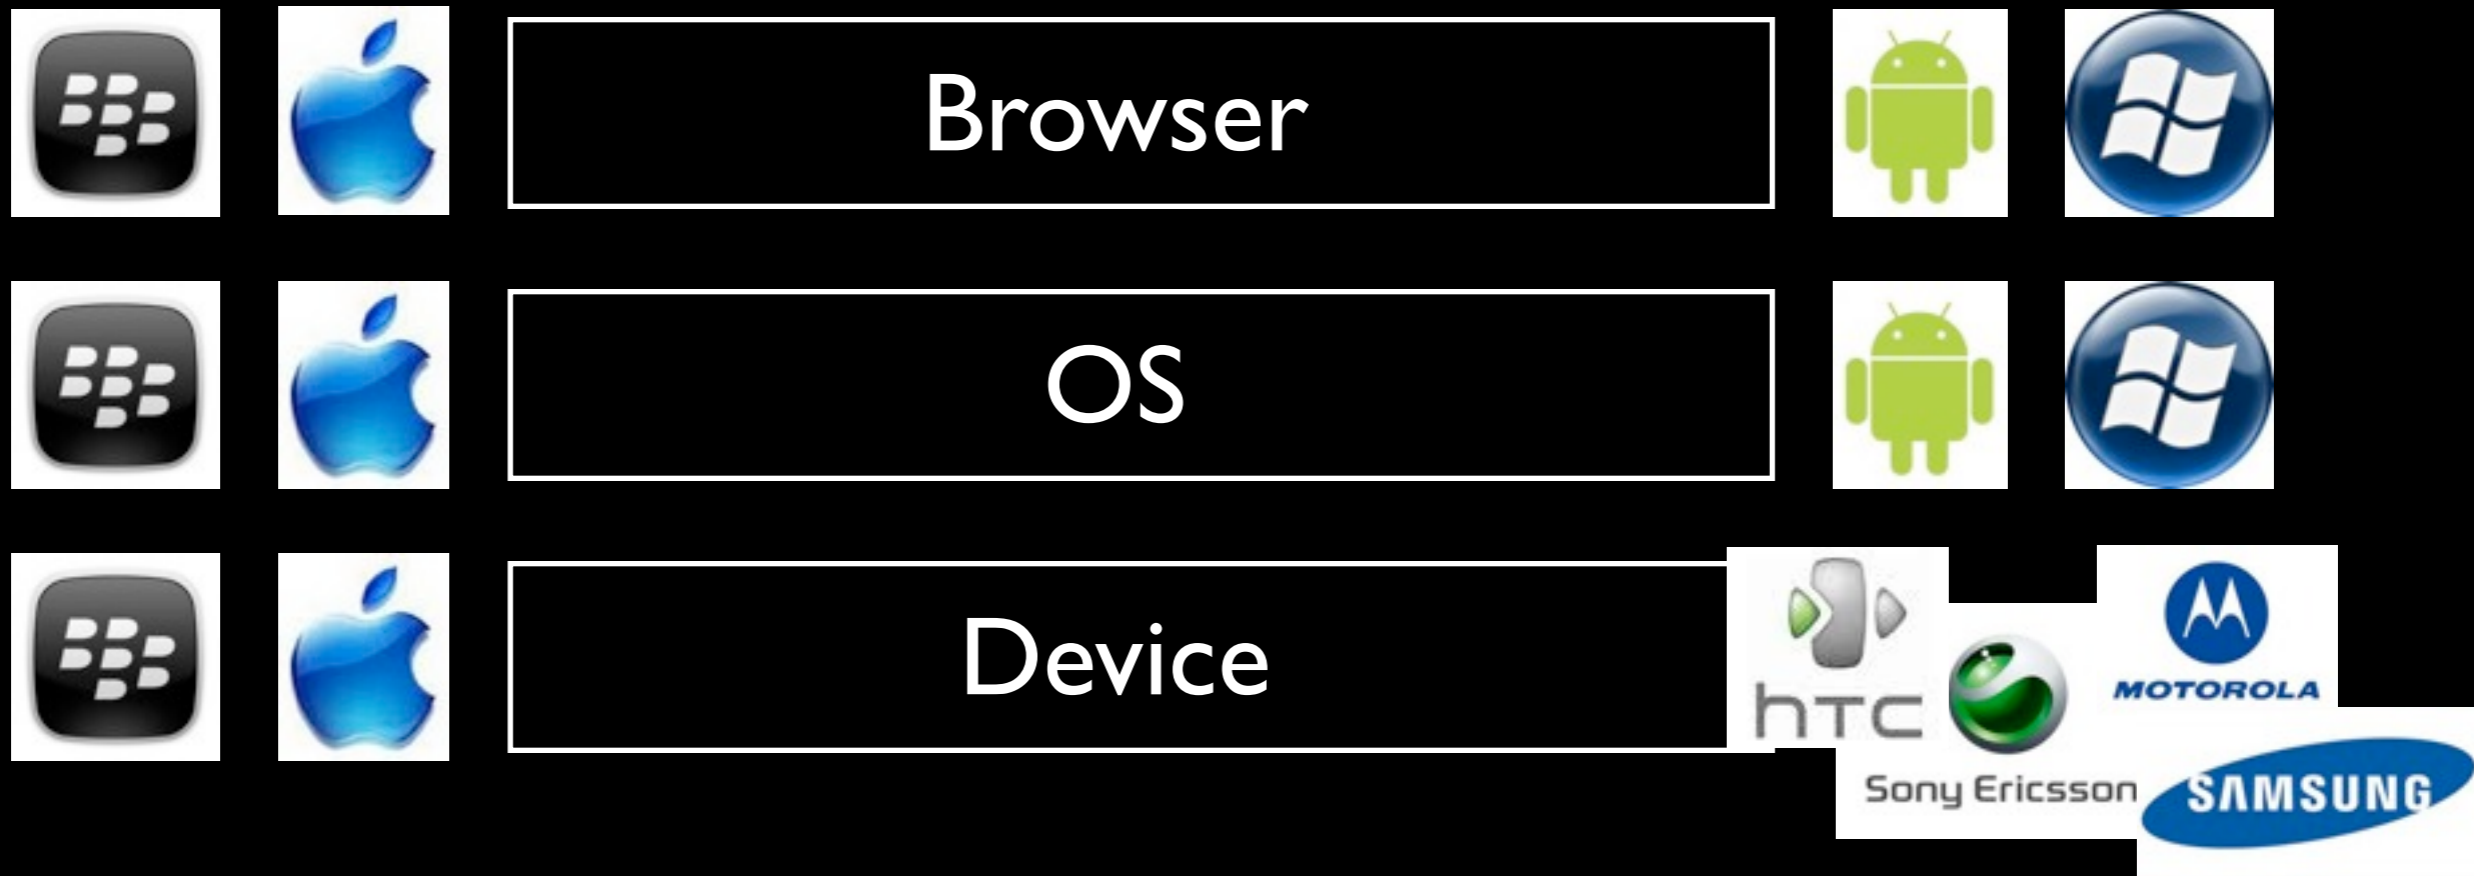 Browser
OS
Device
hTC
MOTOROLA
Sony Ericsson
SAMSUNG